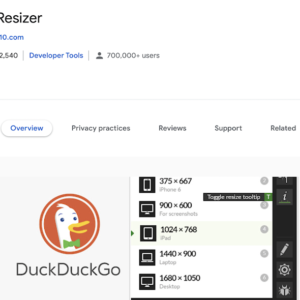 Resizer
10.com
2,540 Developer Tools 700,000+ users
Overview Privacy practices Reviews Support Related
375 × 667
iPhone 6
Toggle resize tooltip T
900 × 600
For screenshots
1024 × 768
iPad
1440 × 900
Laptop
1680 × 1050
Desktop
i
DuckDuckGo